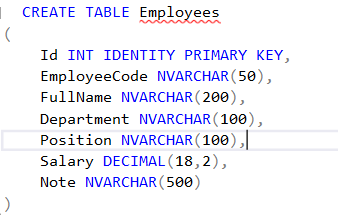 CREATE TABLE Employees
(
Id INT IDENTITY PRIMARY KEY,
EmployeeCode NVARCHAR(50),
FullName NVARCHAR(200),
Department NVARCHAR(100),
Position NVARCHAR(100),
Salary DECIMAL(18,2),
Note NVARCHAR(500)
)